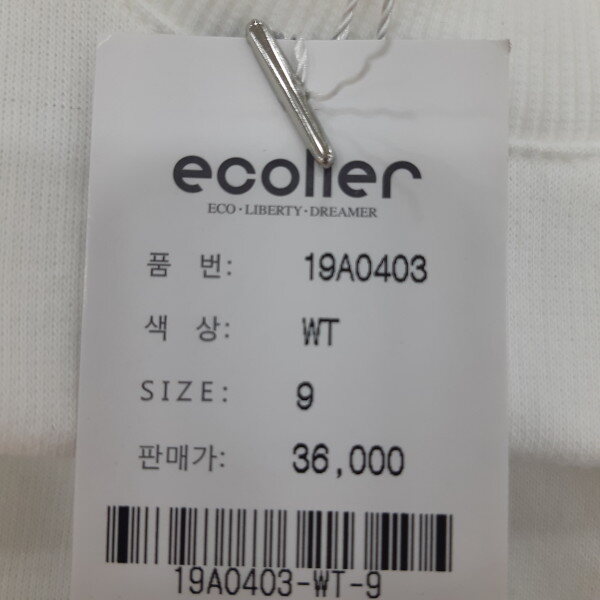 ecolier
ECO·LIBERTY·DREAMER
품 번: 19A0403
색 상: WT
SIZE: 9
판매가: 36,000
19A0403-WT-9